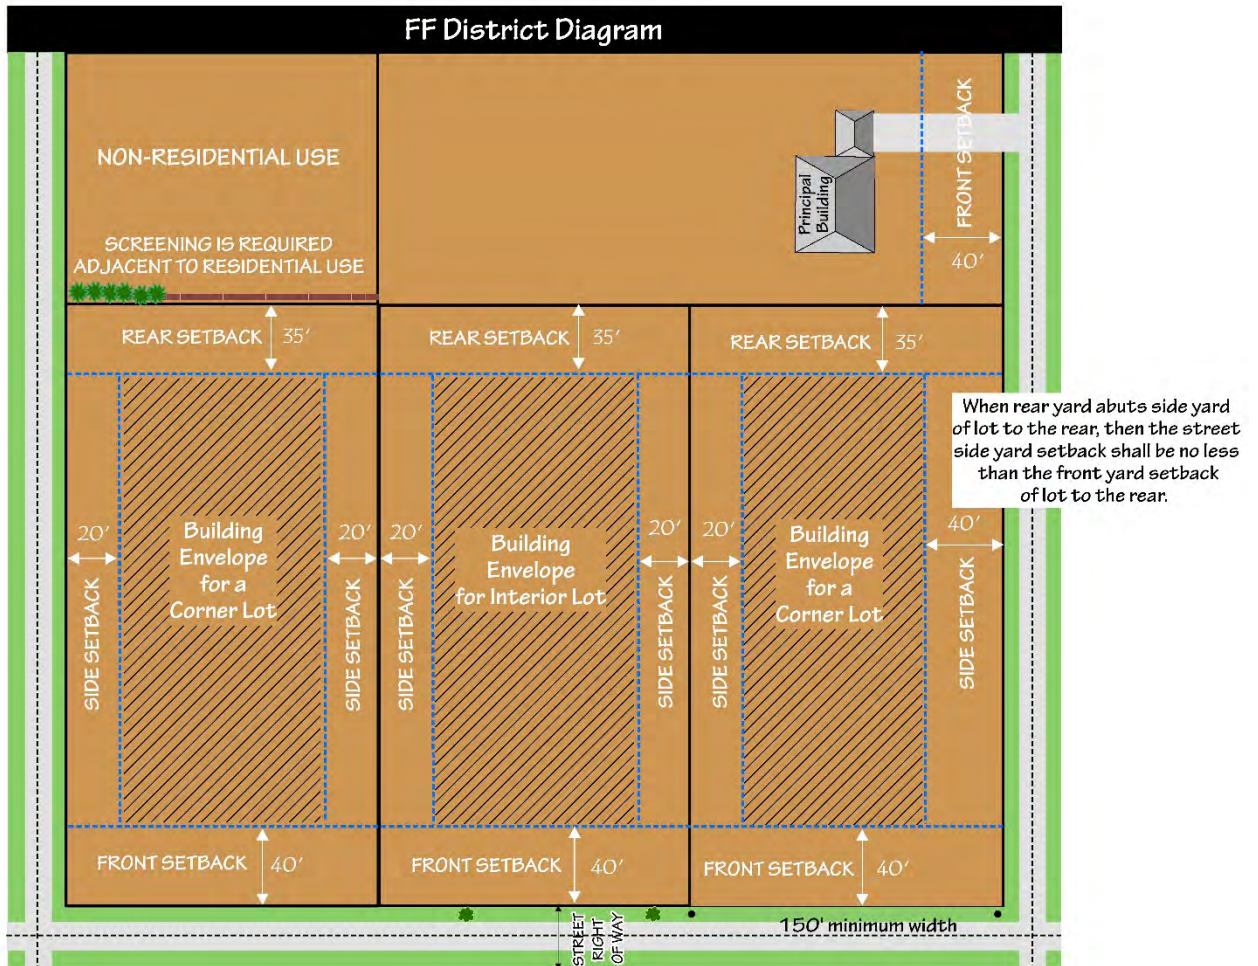 FF District Diagram
NON-RESIDENTIAL USE
SCREENING IS REQUIRED
ADJACENT TO RESIDENTIAL USE
Principal
Building
FRONT SETBACK
40'
REAR SETBACK
35'
REAR SETBACK
35'
REAR SETBACK
35'
When rear yard abuts side yard
of lot to the rear, then the street
side yard setback shall be no less
than the front yard setback
of lot to the rear.
20'
SIDE SETBACK
Building
Envelope
for a
Corner Lot
20'
SIDE SETBACK
20'
SIDE SETBACK
Building
Envelope
for Interior Lot
20'
SIDE SETBACK
20'
SIDE SETBACK
Building
Envelope
for a
Corner Lot
40'
SIDE SETBACK
FRONT SETBACK
40'
FRONT SETBACK
40'
FRONT SETBACK
40'
STREET
RIGHT
OF WAY
150' minimum width